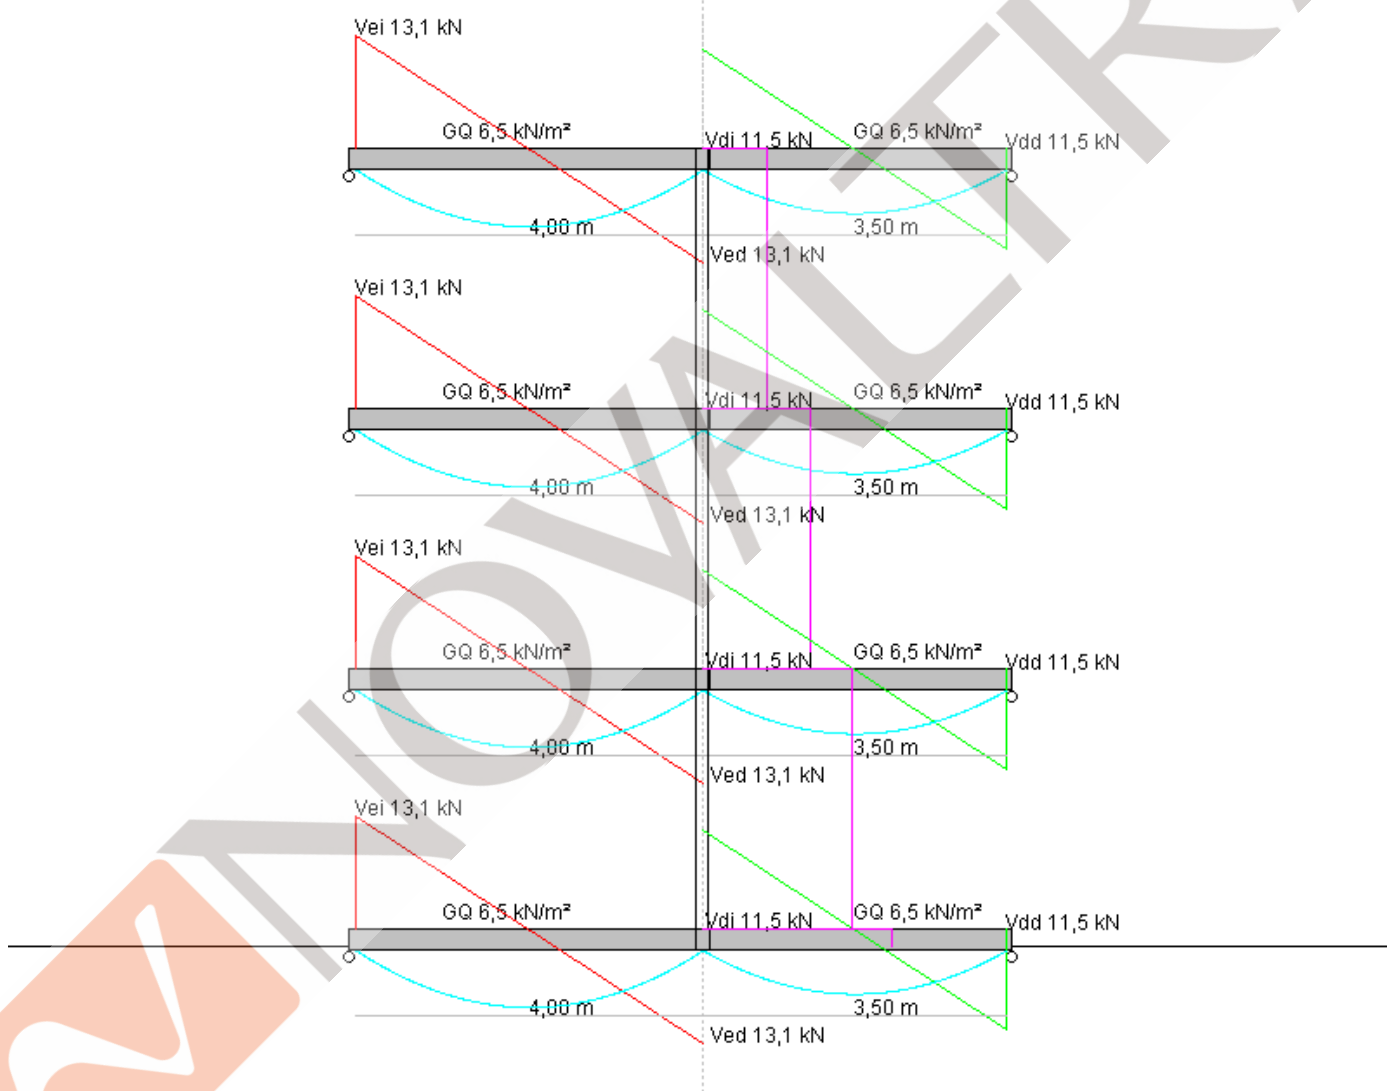 Vei 13,1 kN
GQ 6,5 kN/m²
Vdi 11,5 kN
GQ 6,5 kN/m²
Vdd 11,5 kN
4,00 m
3,50 m
Ved 13,1 kN
Vei 13,1 kN
GQ 6,5 kN/m²
Vdi 11,5 kN
GQ 6,5 kN/m²
Vdd 11,5 kN
4,00 m
3,50 m
Ved 13,1 kN
Vei 13,1 kN
GQ 6,5 kN/m²
Vdi 11,5 kN
GQ 6,5 kN/m²
Vdd 11,5 kN
4,00 m
3,50 m
Ved 13,1 kN
Vei 13,1 kN
GQ 6,5 kN/m²
Vdi 11,5 kN
GQ 6,5 kN/m²
Vdd 11,5 kN
4,00 m
3,50 m
Ved 13,1 kN
NOVALTR